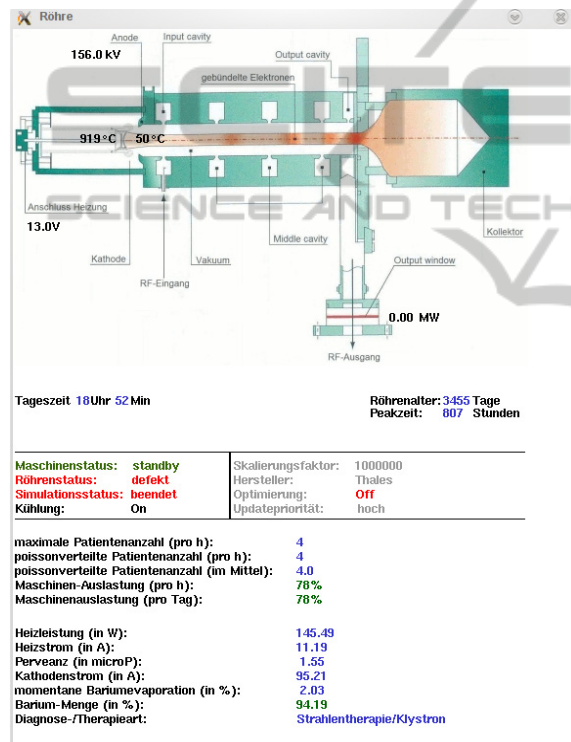 Röhre
Anode
Input cavity
156.0 kV
Output cavity
gebündelte Elektronen
919 °C
50 °C
SCIENCE AND TECH
Anschluss Heizung
13.0V
Middle cavity
Kollektor
Kathode
Vakuum
Output window
RF-Eingang
0.00 MW
RF-Ausgang
Tageszeit 18Uhr 52 Min
Röhrenalter: 3455 Tage
Peakzeit: 807 Stunden
Maschinenstatus: standby
Röhrenstatus: defekt
Simulationsstatus: beendet
Kühlung: On
Skalierungsfaktor: 1000000
Hersteller: Thales
Optimierung: Off
Updatepriorität: hoch
maximale Patientenanzahl (pro h): 4
poissonverteilte Patientenanzahl (pro h): 4
poissonverteilte Patientenanzahl (im Mittel): 4.0
Maschinen-Auslastung (pro h): 78%
Maschinenauslastung (pro Tag): 78%
Heizleistung (in W): 145.49
Heizstrom (in A): 11.19
Perveanz (in microP): 1.55
Kathodenstrom (in A): 95.21
momentane Bariumevaporation (in %): 2.03
Barium-Menge (in %): 94.19
Diagnose-/Therapieart: Strahlentherapie/Klystron